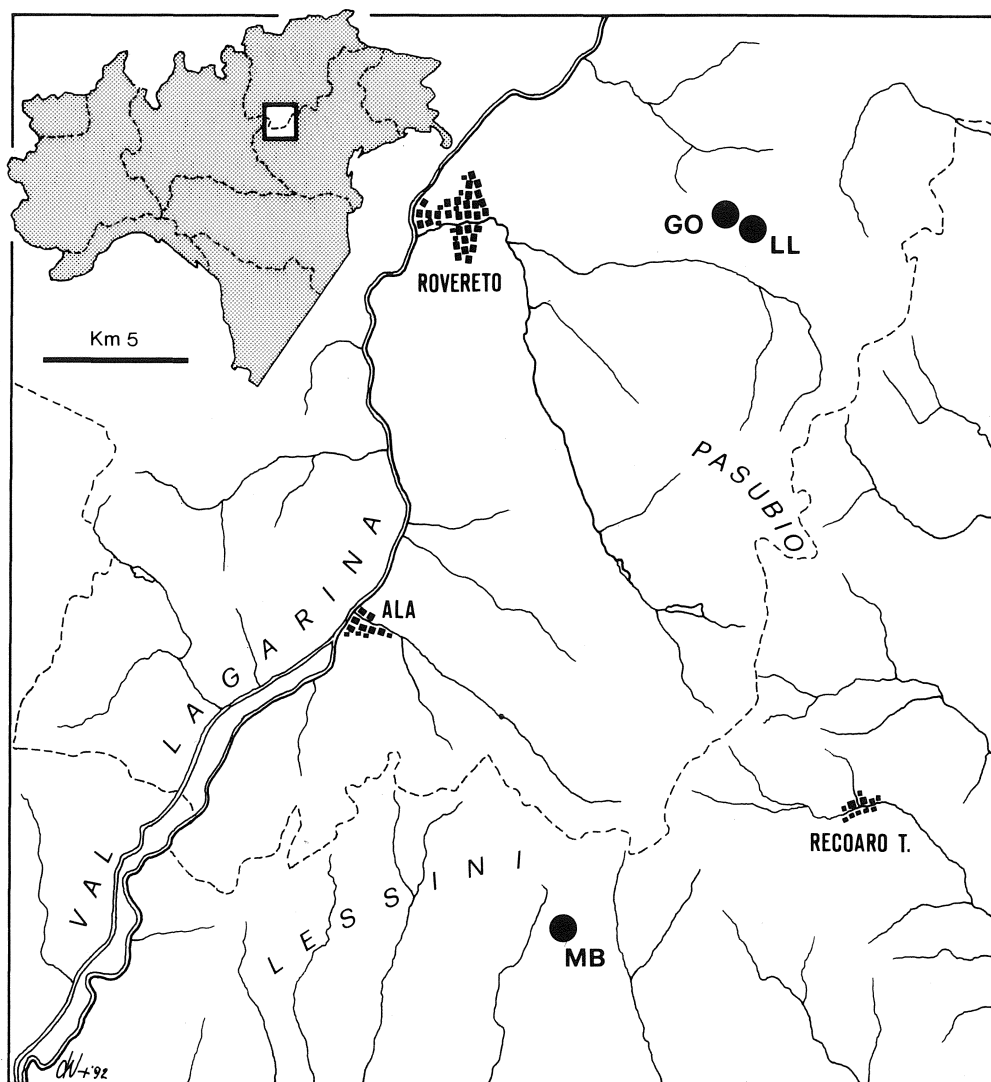 GO
LL
ROVERETO
Km 5
PASUBIO
VAL LAGARINA
ALA
RECOARO T.
LESSINI
MB